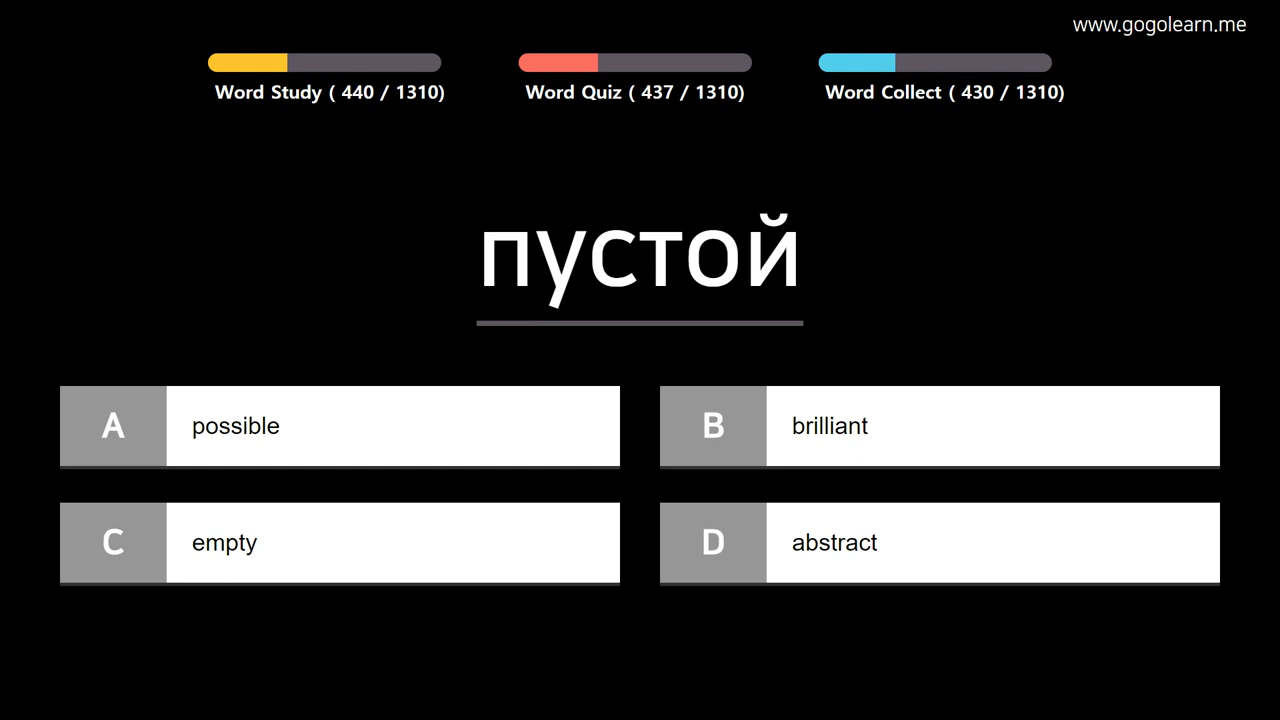 www.gogolearn.me
Word Study ( 440 / 1310)
Word Quiz ( 437 / 1310)
Word Collect ( 430 / 1310)
пустой
A possible
B brilliant
C empty
D abstract